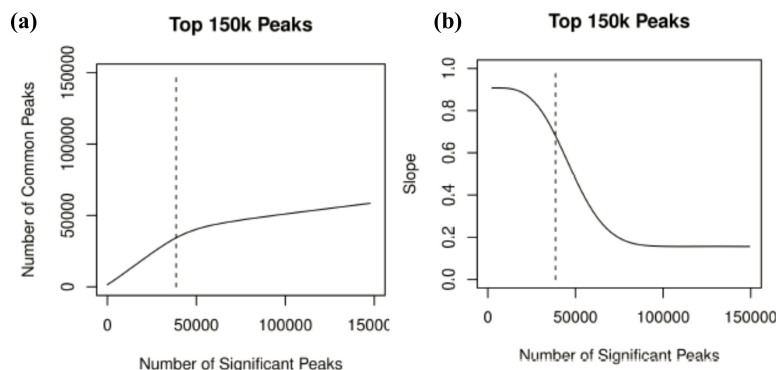 (a)
Top 150k Peaks
Number of Common Peaks
150000
100000
50000
0
0 50000 100000 15000
Number of Significant Peaks
(b)
Top 150k Peaks
Slope
1.0
0.8
0.6
0.4
0.2
0.0
0 50000 100000 150000
Number of Significant Peaks